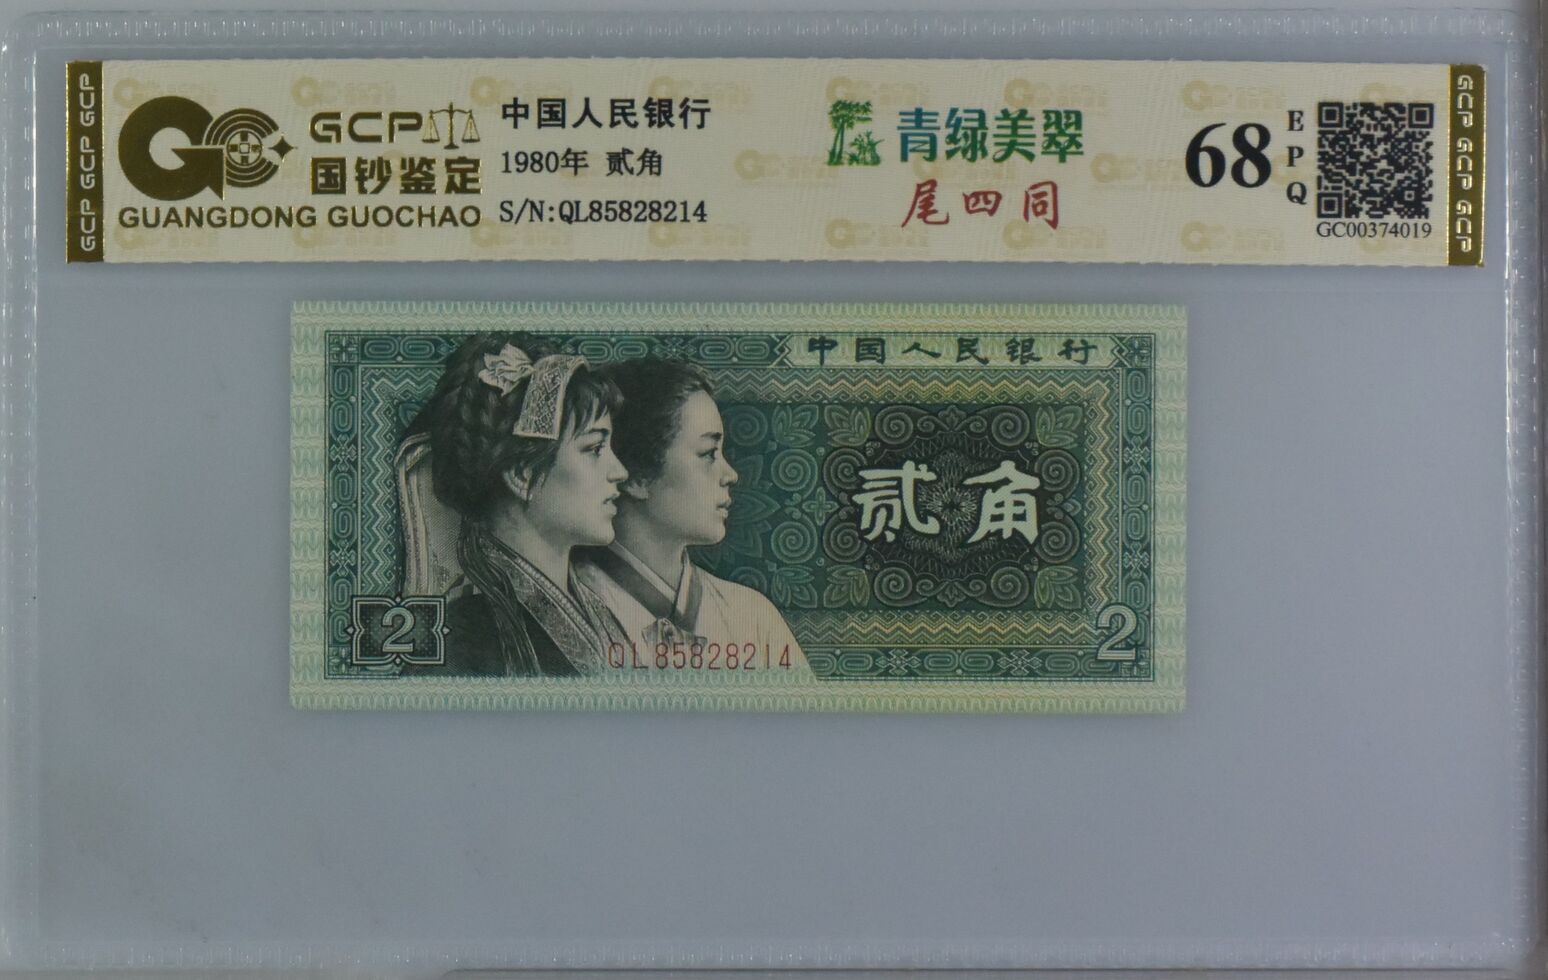 GCP GCP GCP
GCP
国钞鉴定
GUANGDONG GUOCHAO
中国人民银行
1980年 贰角
S/N:QL85828214
青绿美翠
尾四同
68
EPQ
GC00374019
GCP GCP GCP
中国人民银行
贰角
2
2
QL85828214